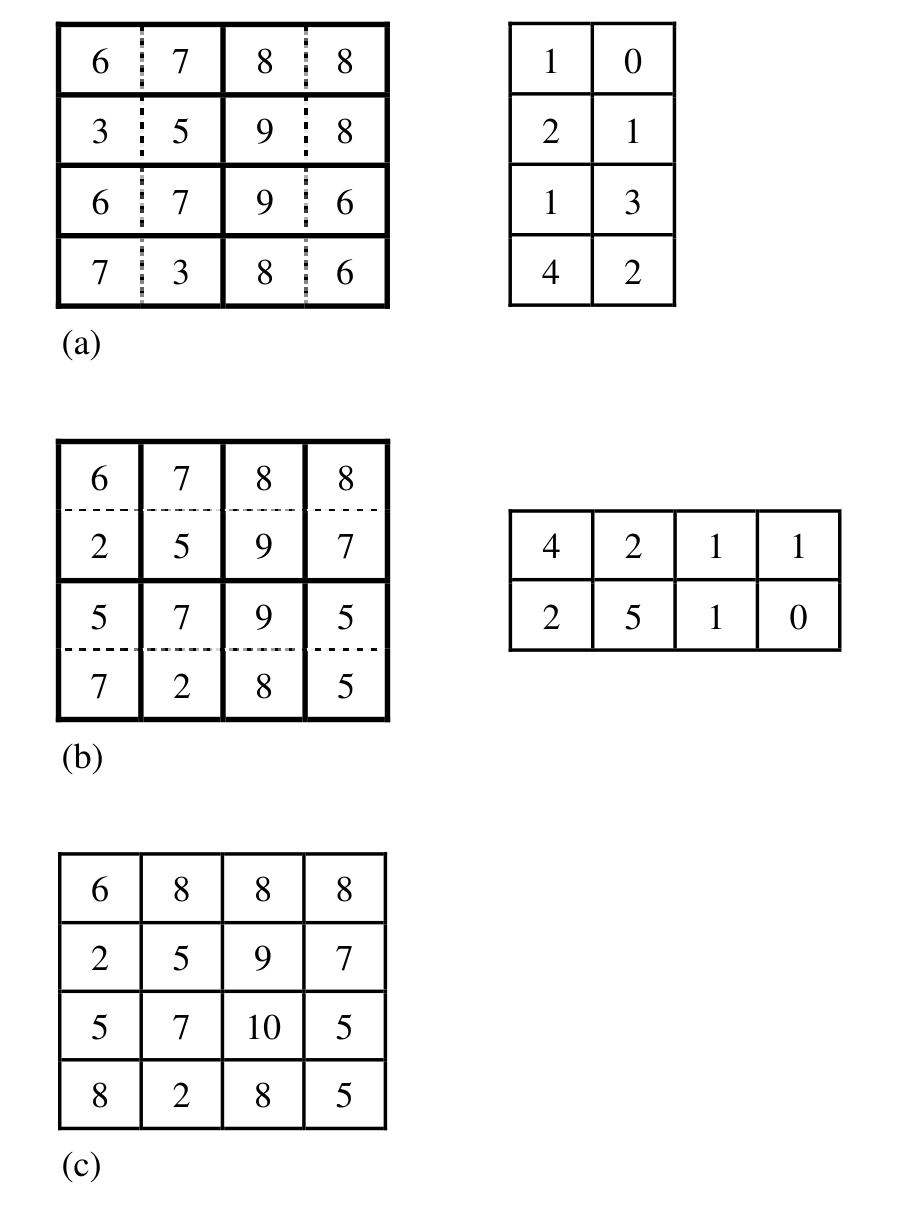 6 7 8 8 1 0
3 5 9 8 2 1
6 7 9 6 1 3
7 3 8 6 4 2
(a)
6 7 8 8
2 5 9 7 4 2 1 1
5 7 9 5 2 5 1 0
7 2 8 5
(b)
6 8 8 8
2 5 9 7
5 7 10 5
8 2 8 5
(c)